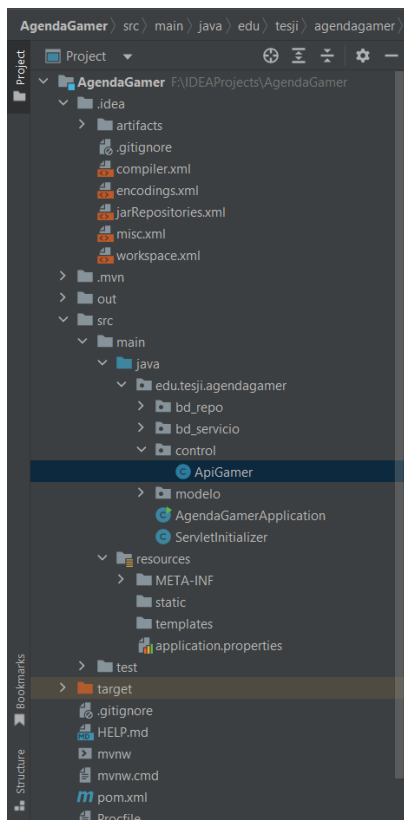 AgendaGamer › src › main › java › edu › tesji › agendagamer ›
Project
Project
AgendaGamer F:\IDEAProjects\AgendaGamer
.idea
artifacts
.gitignore
compiler.xml
encodings.xml
jarRepositories.xml
misc.xml
workspace.xml
.mvn
out
src
main
java
edu.tesji.agendagamer
bd_repo
bd_servicio
control
ApiGamer
modelo
AgendaGamerApplication
ServletInitializer
resources
META-INF
static
templates
application.properties
test
target
.gitignore
HELP.md
mvnw
mvnw.cmd
pom.xml
Procfile
Bookmarks
Structure